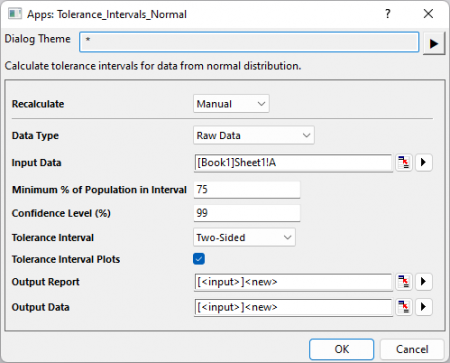 Apps: Tolerance_Intervals_Normal
Dialog Theme *
Calculate tolerance intervals for data from normal distribution.
Recalculate Manual
Data Type Raw Data
Input Data [Book1]Sheet1!A
Minimum % of Population in Interval 75
Confidence Level (%) 99
Tolerance Interval Two-Sided
Tolerance Interval Plots
Output Report [<input>]<new>
Output Data [<input>]<new>
OK Cancel